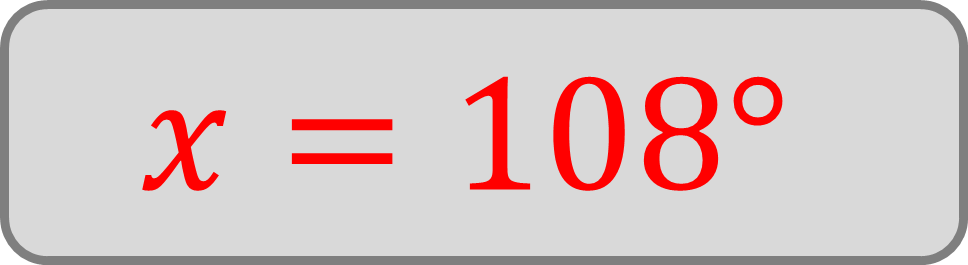 x = 108°